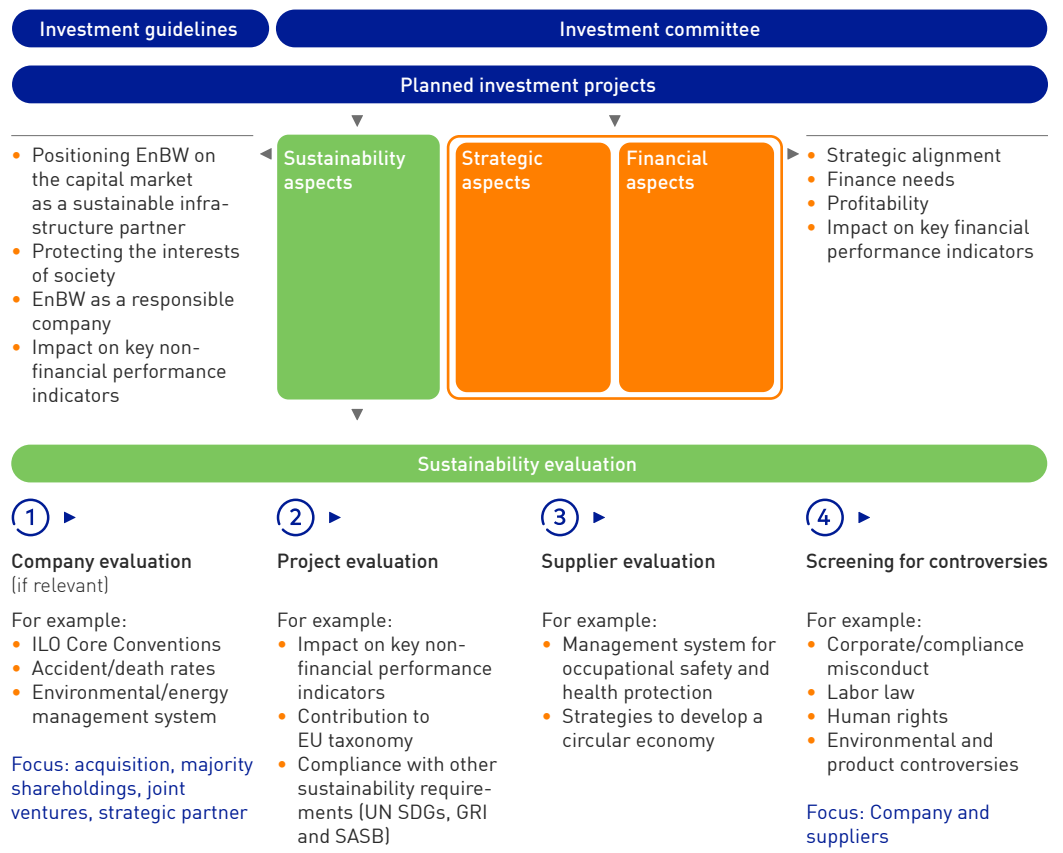 Investment guidelines
Investment committee
Planned investment projects
• Positioning EnBW on
the capital market
as a sustainable infra-
structure partner
• Protecting the interests
of society
• EnBW as a responsible
company
• Impact on key non-
financial performance
indicators
Sustainability
aspects
Strategic
aspects
Financial
aspects
• Strategic alignment
• Finance needs
• Profitability
• Impact on key financial
performance indicators
Sustainability evaluation
1
Company evaluation
(if relevant)
For example:
• ILO Core Conventions
• Accident/death rates
• Environmental/energy
management system
Focus: acquisition, majority
shareholdings, joint
ventures, strategic partner
2
Project evaluation
For example:
• Impact on key non-
financial performance
indicators
• Contribution to
EU taxonomy
• Compliance with other
sustainability require-
ments (UN SDGs, GRI
and SASB)
3
Supplier evaluation
For example:
• Management system for
occupational safety and
health protection
• Strategies to develop a
circular economy
4
Screening for controversies
For example:
• Corporate/compliance
misconduct
• Labor law
• Human rights
• Environmental and
product controversies
Focus: Company and
suppliers